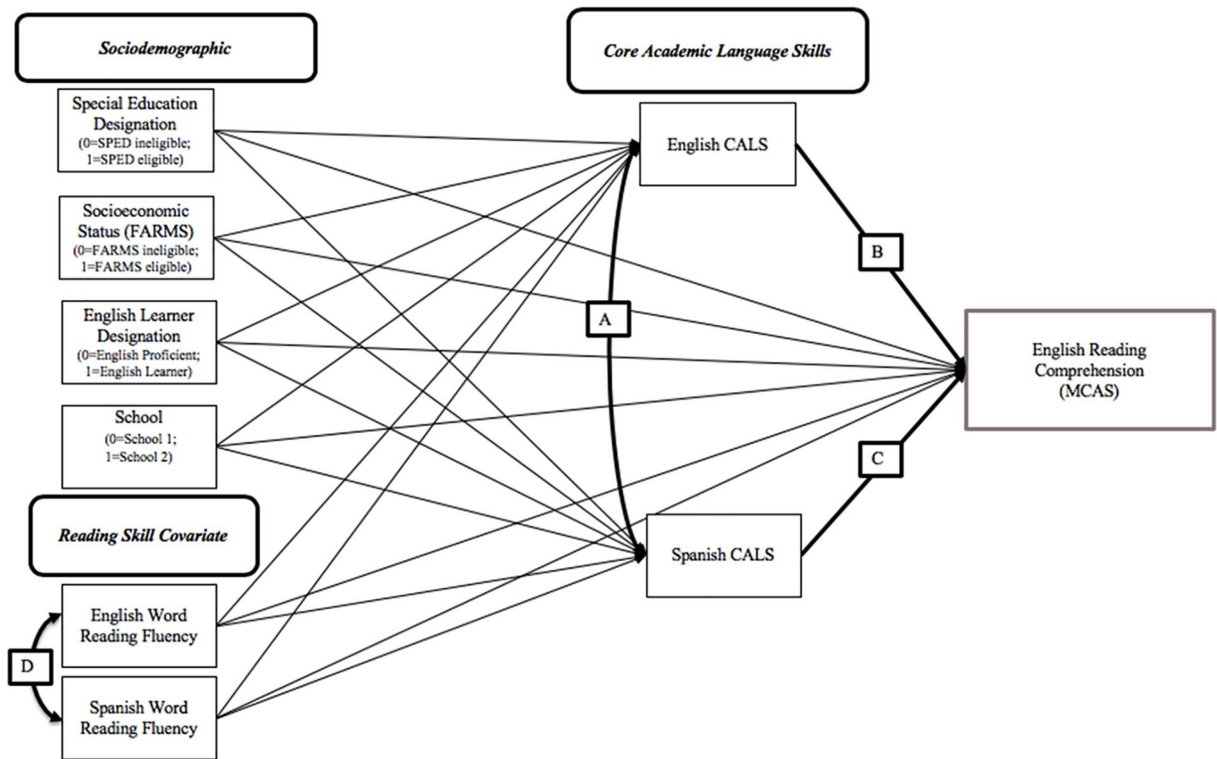 Sociodemographic
Special Education
Designation
(0=SPED ineligible;
1=SPED eligible)
Socioeconomic
Status (FARMS)
(0=FARMS ineligible;
1=FARMS eligible)
English Learner
Designation
(0=English Proficient;
1=English Learner)
School
(0=School 1;
1=School 2)
Reading Skill Covariate
English Word
Reading Fluency
D
Spanish Word
Reading Fluency
Core Academic Language Skills
English CALS
A
Spanish CALS
B
C
English Reading
Comprehension
(MCAS)